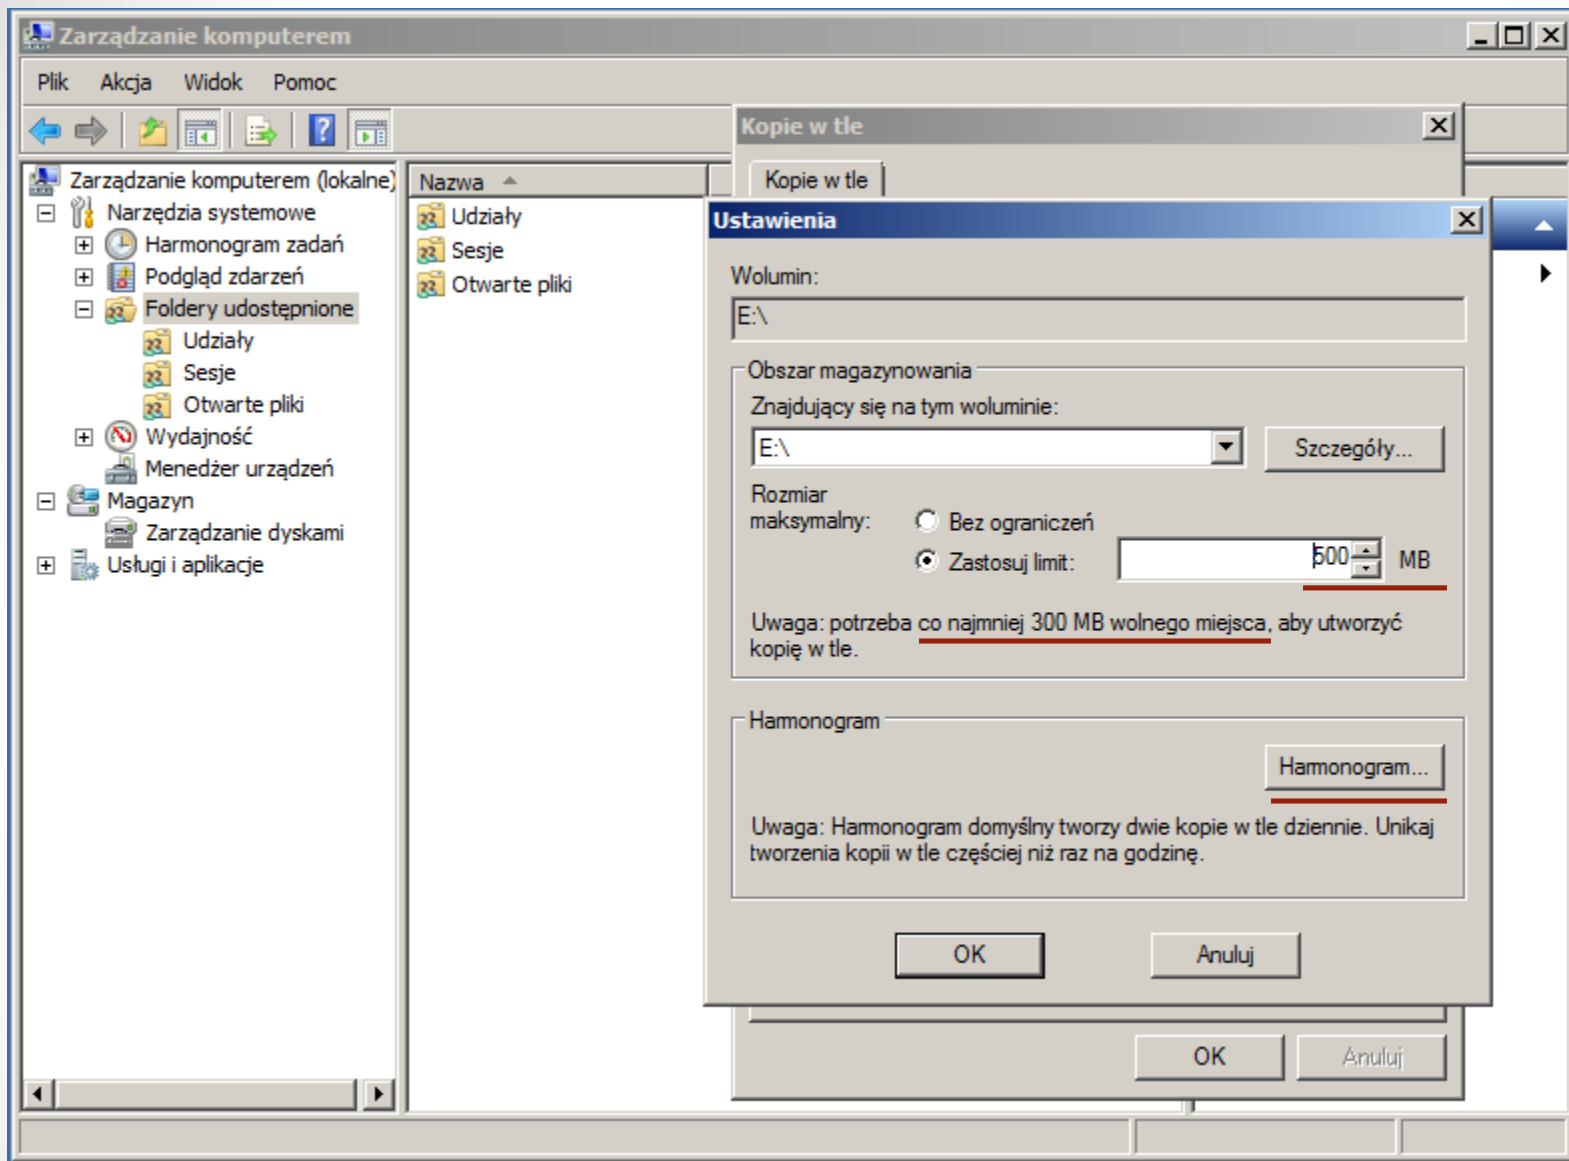 Zarządzanie komputerem
Plik Akcja Widok Pomoc
Zarządzanie komputerem (lokalne)
Narzędzia systemowe
Harmonogram zadań
Podgląd zdarzeń
Foldery udostępnione
Udziały
Sesje
Otwarte pliki
Wydajność
Menedżer urządzeń
Magazyn
Zarządzanie dyskami
Usługi i aplikacje
Nazwa
Udziały
Sesje
Otwarte pliki
Kopie w tle
Kopie w tle
Ustawienia
Wolumin:
E:\
Obszar magazynowania
Znajdujący się na tym woluminie:
E:\
Szczegóły...
Rozmiar
maksymalny:
Bez ograniczeń
Zastosuj limit:
500
MB
Uwaga: potrzeba co najmniej 300 MB wolnego miejsca, aby utworzyć
kopię w tle.
Harmonogram
Harmonogram...
Uwaga: Harmonogram domyślny tworzy dwie kopie w tle dziennie. Unikaj
tworzenia kopii w tle częściej niż raz na godzinę.
OK
Anuluj
OK
Anuluj